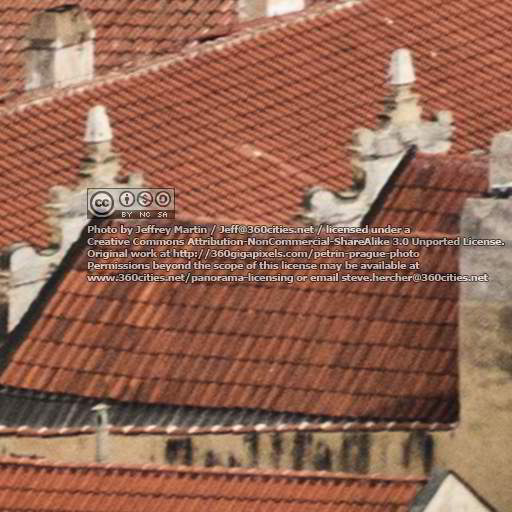 cc BY NC SA
Photo by Jeffrey Martin / Jeff@360cities.net / licensed under a
Creative Commons Attribution-NonCommercial-ShareAlike 3.0 Unported License.
Original work at http://360gigapixels.com/petrin-prague-photo
Permissions beyond the scope of this license may be available at
www.360cities.net/panorama-licensing or email steve.hercher@360cities.net